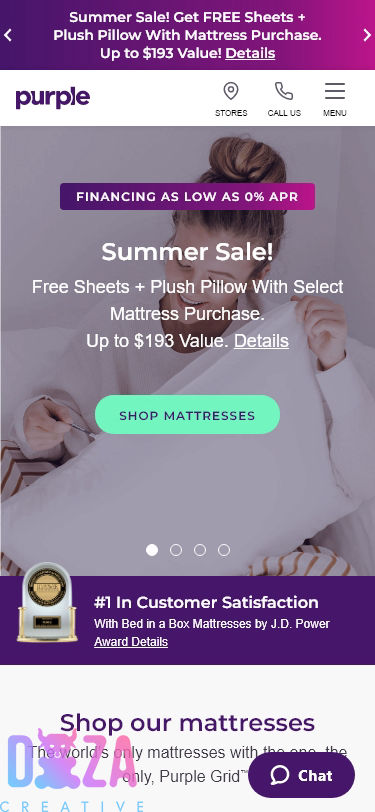 Summer Sale! Get FREE Sheets +
Plush Pillow With Mattress Purchase.
Up to $193 Value! Details
purple
STORES
CALL US
MENU
FINANCING AS LOW AS 0% APR
Summer Sale!
Free Sheets + Plush Pillow With Select
Mattress Purchase.
Up to $193 Value. Details
SHOP MATTRESSES
#1 In Customer Satisfaction
With Bed in a Box Mattresses by J.D. Power
Award Details
Shop our mattresses
The world's only mattresses with the one, the
only, Purple Grid™
Chat
DOZA
CREATIVE